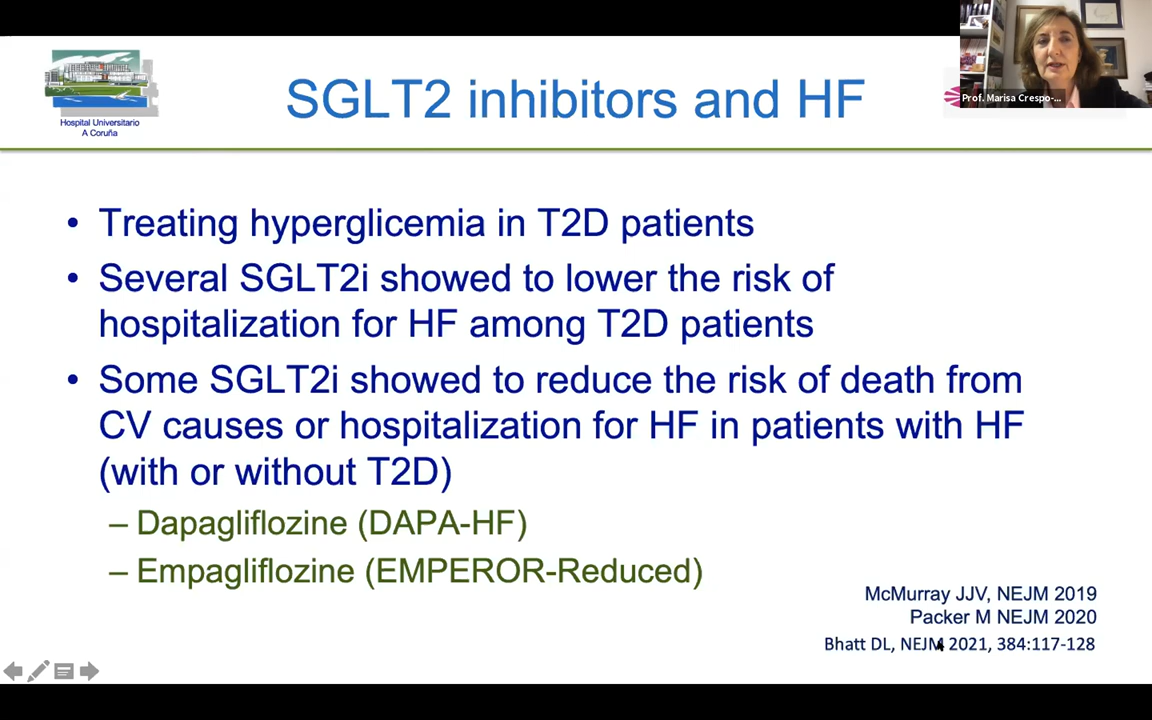 Hospital Universitario
A Coruña
SGLT2 inhibitors and HF
Prof. Marisa Crespo-...
• Treating hyperglicemia in T2D patients
• Several SGLT2i showed to lower the risk of
hospitalization for HF among T2D patients
• Some SGLT2i showed to reduce the risk of death from
CV causes or hospitalization for HF in patients with HF
(with or without T2D)
– Dapagliflozine (DAPA-HF)
– Empagliflozine (EMPEROR-Reduced)
McMurray JJV, NEJM 2019
Packer M NEJM 2020
Bhatt DL, NEJM 2021, 384:117-128